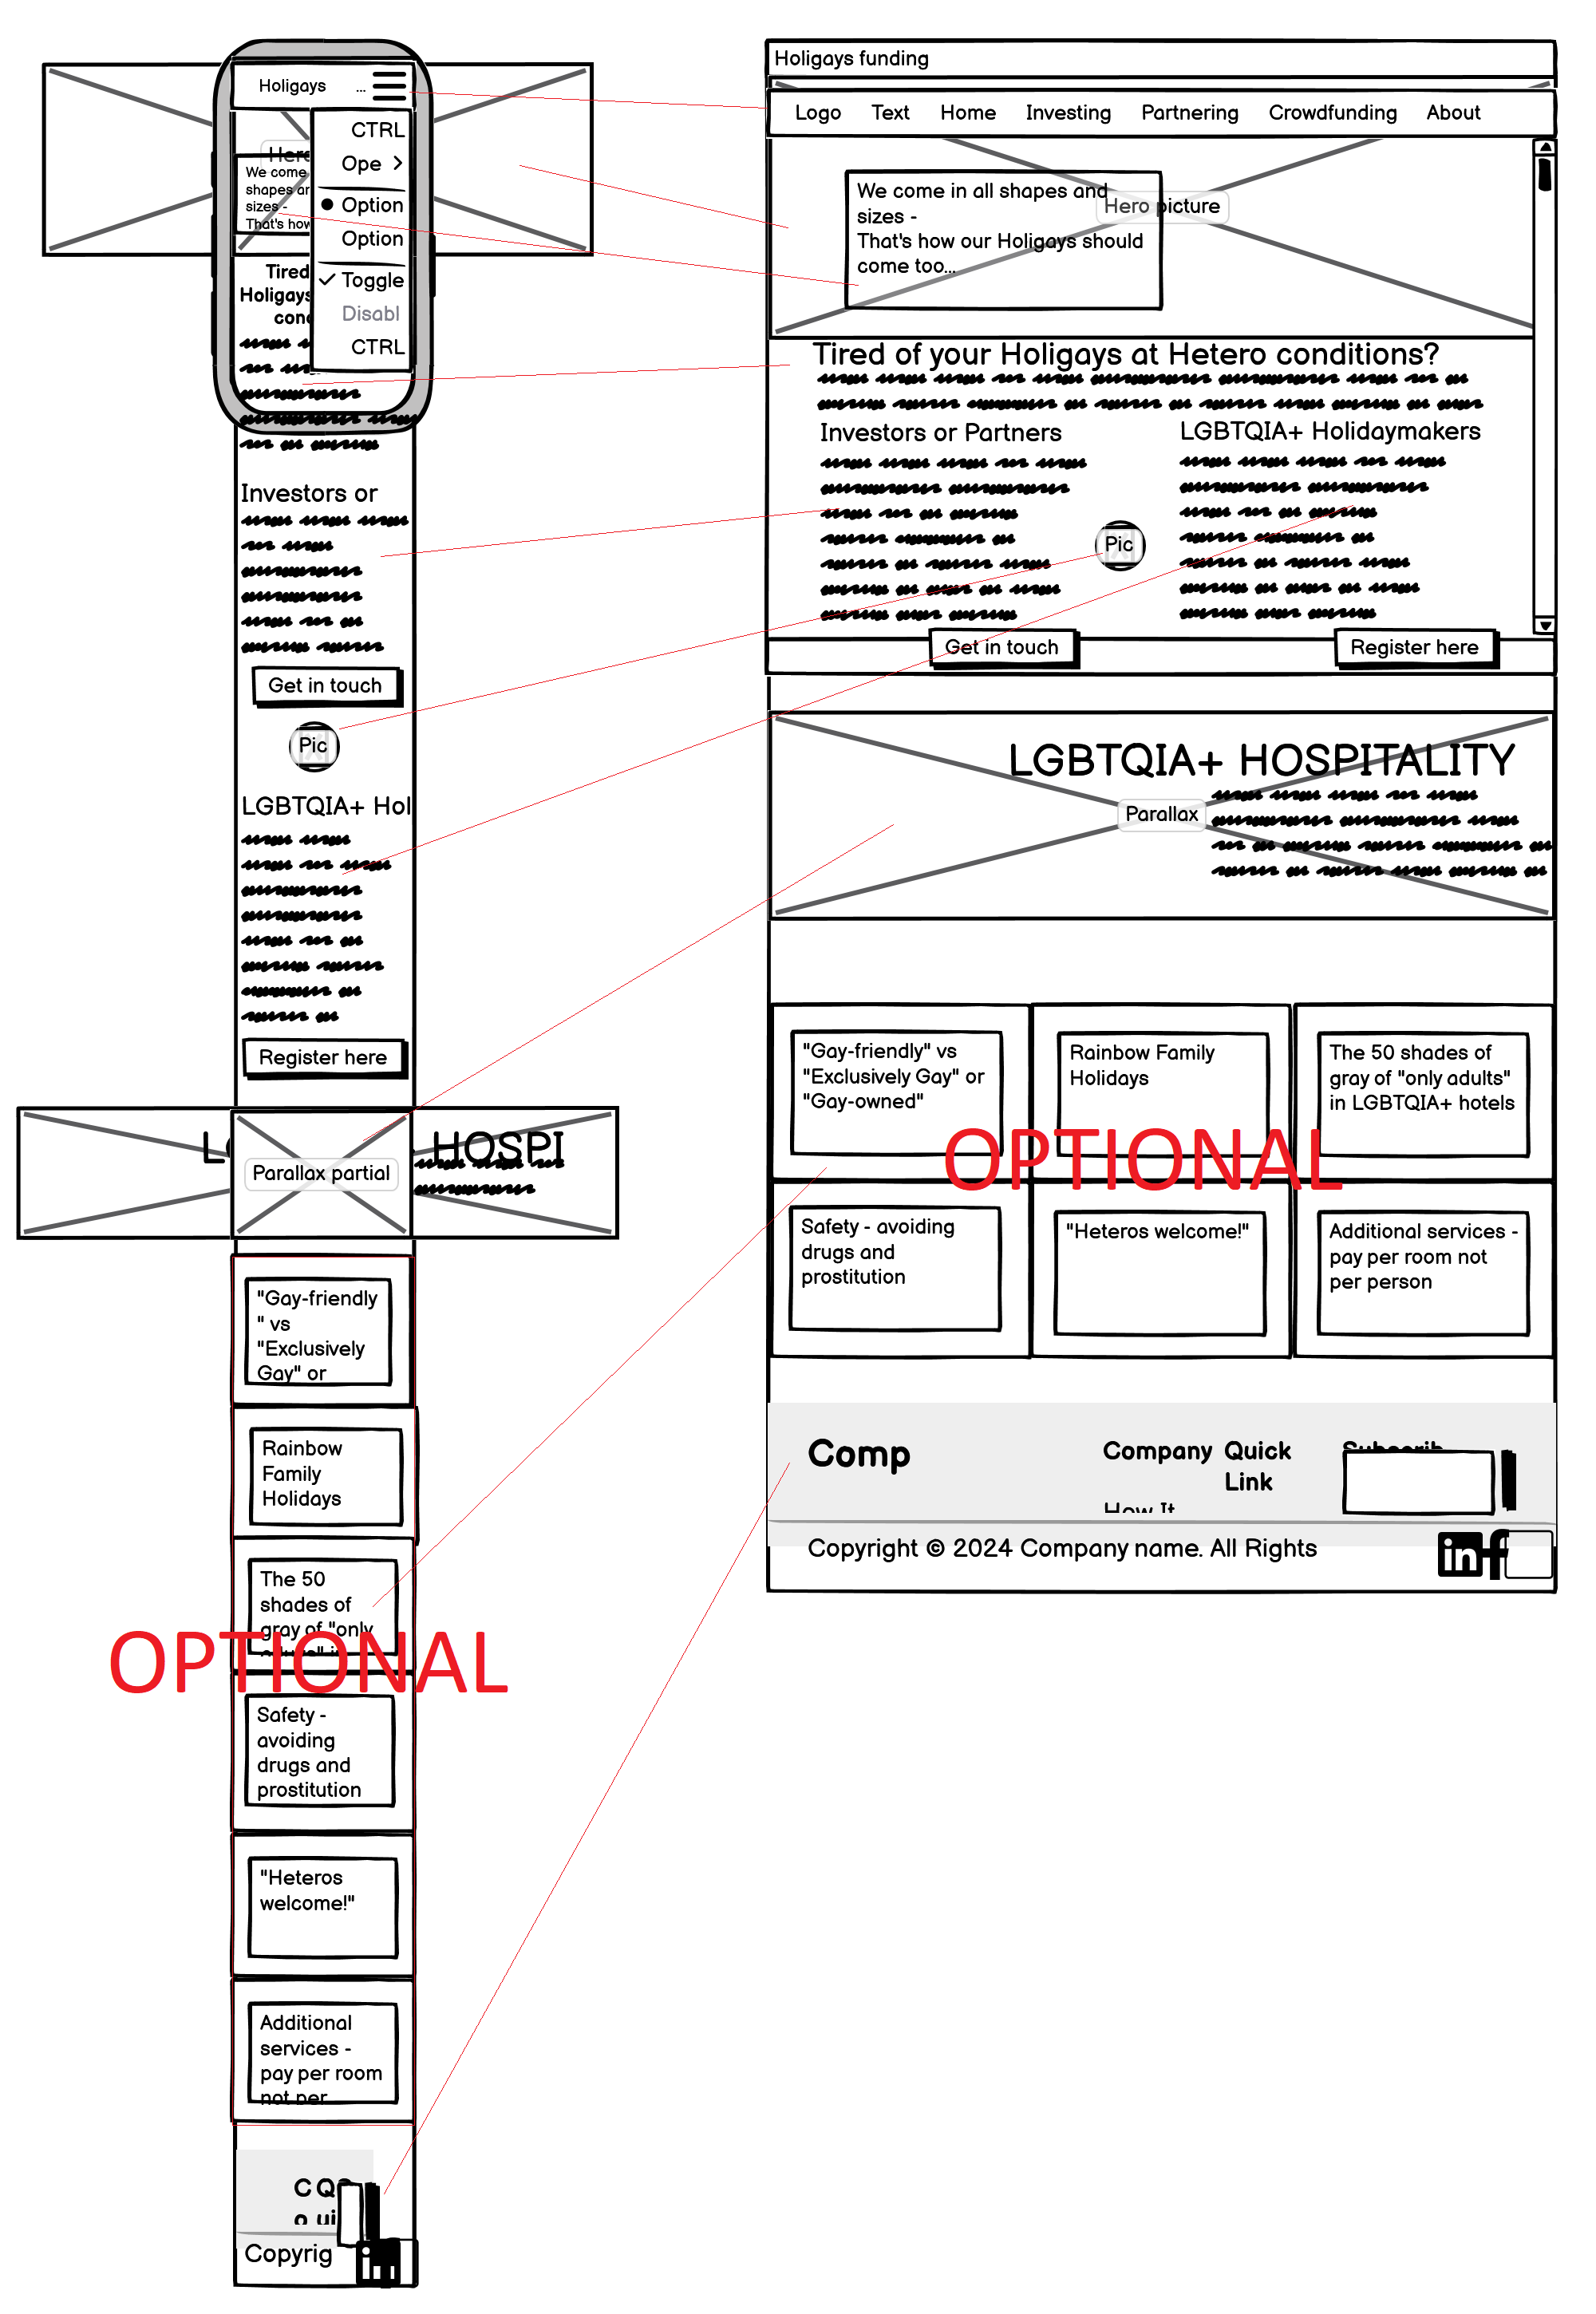 Holigays ...
CTRL
Ope >
Option
Option
Toggle
Disabl
CTRL
We come
sizes -
That's how
Tired
Holigays
Investors or
Get in touch
Pic
LGBTQIA+ Hol
Register here
HOSPI
Parallax partial
"Gay-friendly
" vs
"Exclusively
Gay" or
Rainbow
Family
Holidays
The 50
shades of
gray of "only
OPTIONAL
Safety -
avoiding
drugs and
prostitution
"Heteros
welcome!"
Additional
services -
pay per room
not per
Copyrig
Holigays funding
Logo Text Home Investing Partnering Crowdfunding About
We come in all shapes and
sizes -
That's how our Holigays should
come too...
Hero picture
Tired of your Holigays at Hetero conditions?
Investors or Partners
LGBTQIA+ Holidaymakers
Pic
Get in touch
Register here
LGBTQIA+ HOSPITALITY
Parallax
"Gay-friendly" vs
"Exclusively Gay" or
"Gay-owned"
Rainbow Family
Holidays
The 50 shades of
gray of "only adults"
in LGBTQIA+ hotels
OPTIONAL
Safety - avoiding
drugs and
prostitution
"Heteros welcome!"
Additional services -
pay per room not
per person
Comp
Company
How It
Quick
Link
Copyright © 2024 Company name. All Rights
in f